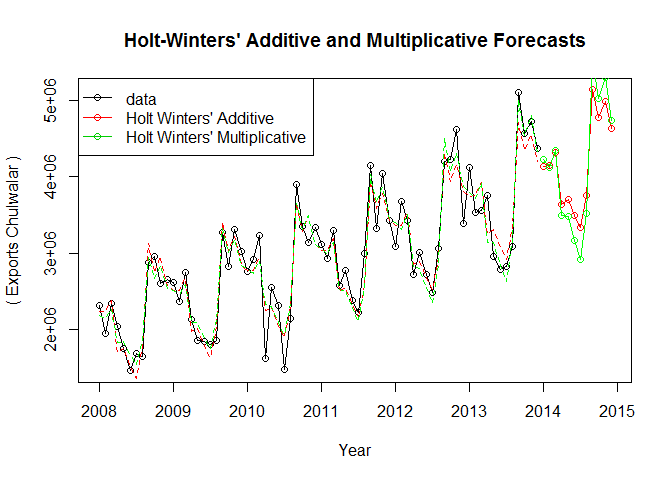 Holt-Winters' Additive and Multiplicative Forecasts
data
Holt Winters' Additive
Holt Winters' Multiplicative
( Exports Chulwalar )
5e+06
4e+06
3e+06
2e+06
2008 2009 2010 2011 2012 2013 2014 2015
Year